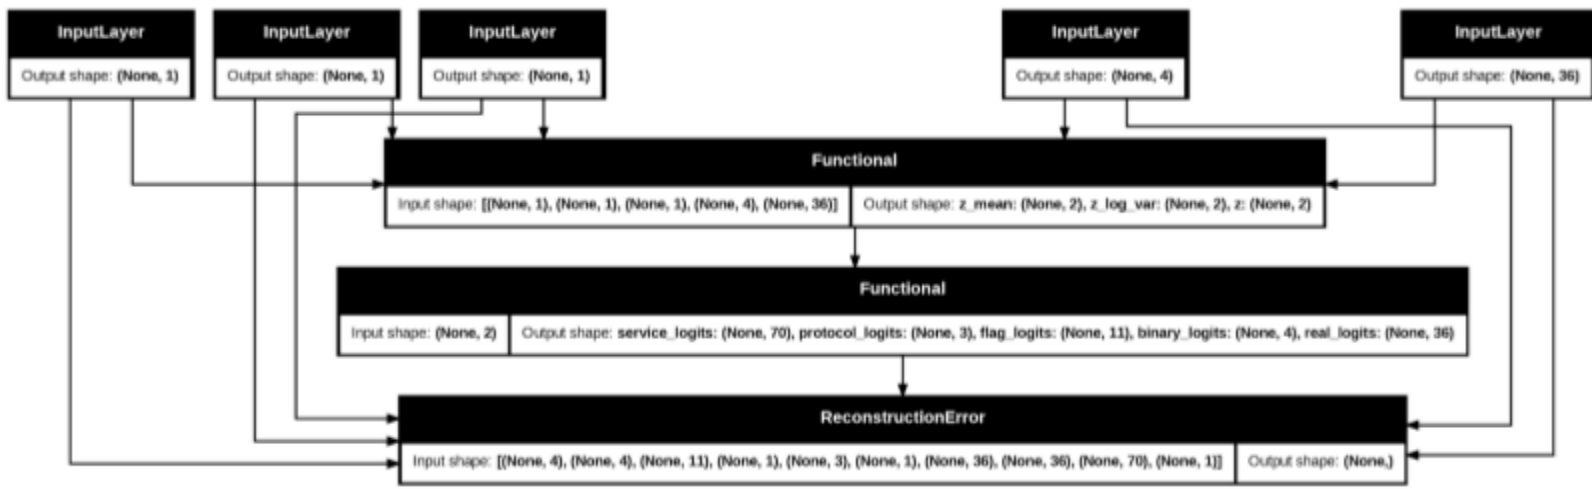 InputLayer
Output shape: (None, 1)
InputLayer
Output shape: (None, 1)
InputLayer
Output shape: (None, 1)
InputLayer
Output shape: (None, 4)
InputLayer
Output shape: (None, 36)
Functional
Input shape: [(None, 1), (None, 1), (None, 1), (None, 4), (None, 36)]
Output shape: z_mean: (None, 2), z_log_var: (None, 2), z: (None, 2)
Functional
Input shape: (None, 2)
Output shape: service_logits: (None, 70), protocol_logits: (None, 3), flag_logits: (None, 11), binary_logits: (None, 4), real_logits: (None, 36)
ReconstructionError
Input shape: [(None, 4), (None, 4), (None, 11), (None, 1), (None, 3), (None, 1), (None, 36), (None, 36), (None, 70), (None, 1)]
Output shape: (None,)